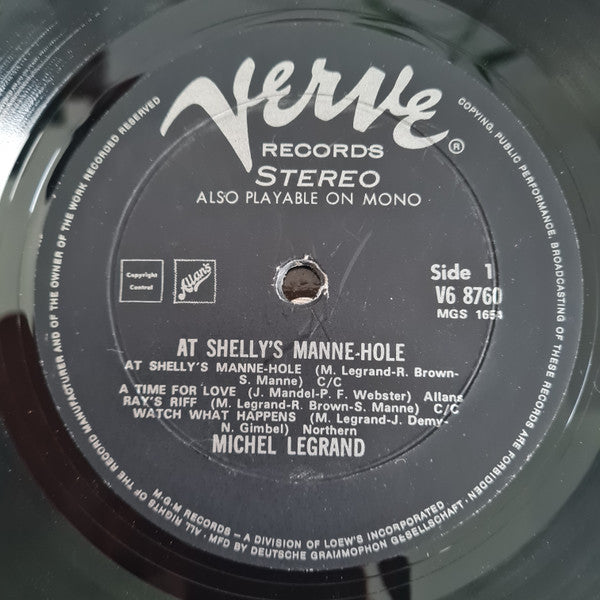 Verve®
RECORDS
STEREO
ALSO PLAYABLE ON MONO
Copyright
Control
Allan's
Side 1
V6 8760
MGS 1654
AT SHELLY'S MANNE-HOLE
AT SHELLY'S MANNE-HOLE (M. Legrand-R. Brown-
S. Manne) C/C
A TIME FOR LOVE (J. Mandel-P. F. Webster) Allans
RAY'S RIFF (M. Legrand-R. Brown-S. Manne) C/C
WATCH WHAT HAPPENS (M. Legrand-J. Demy-
N. Gimbel) Northern
MICHEL LEGRAND
M.G.M RECORDS – A DIVISION OF LOEW'S INCORPORATED
ALL RIGHTS OF THE RECORD MANUFACTURER AND OF THE OWNER OF THE WORK RECORDED RESERVED
COPYING, PUBLIC PERFORMANCE, BROADCASTING OF THESE RECORDS ARE FORBIDDEN
MFD BY DEUTSCHE GRAMMOPHON GESELLSCHAFT